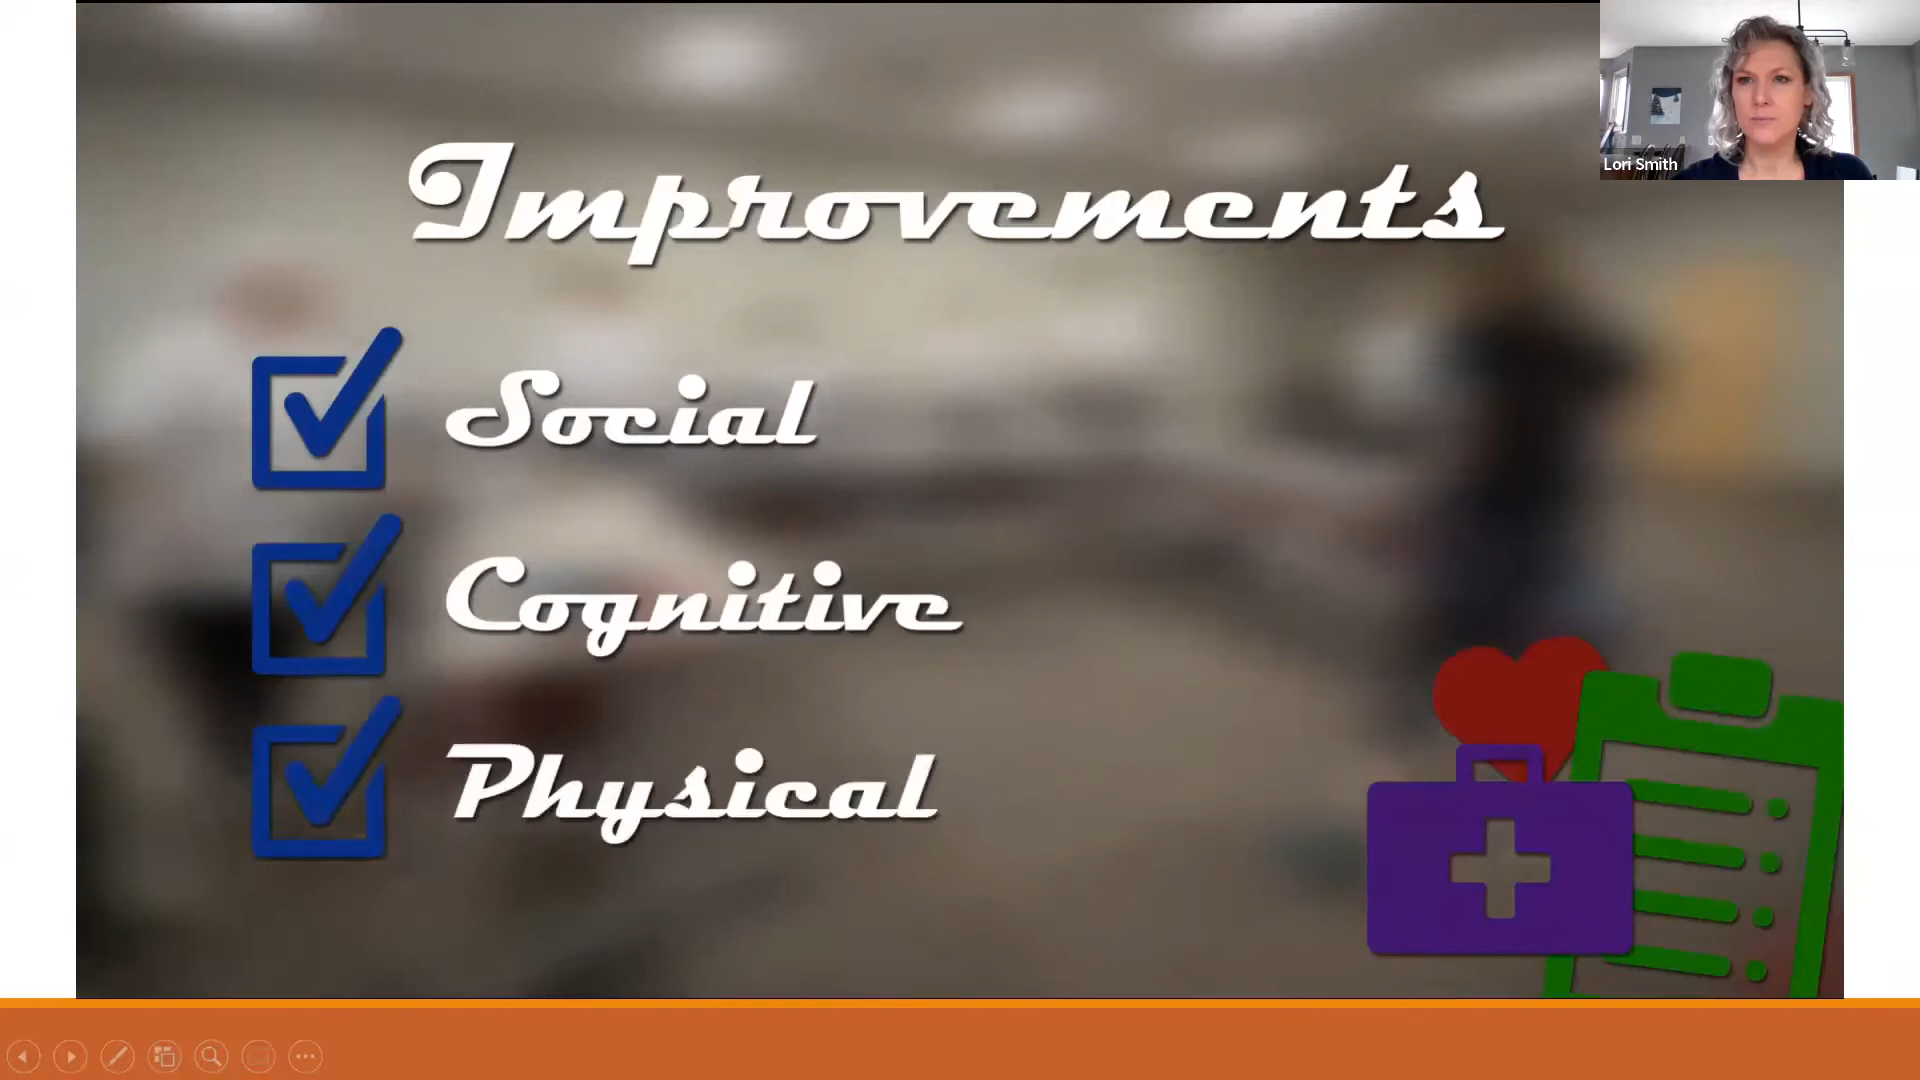 Improvements
Lori Smith
Social
Cognitive
Physical